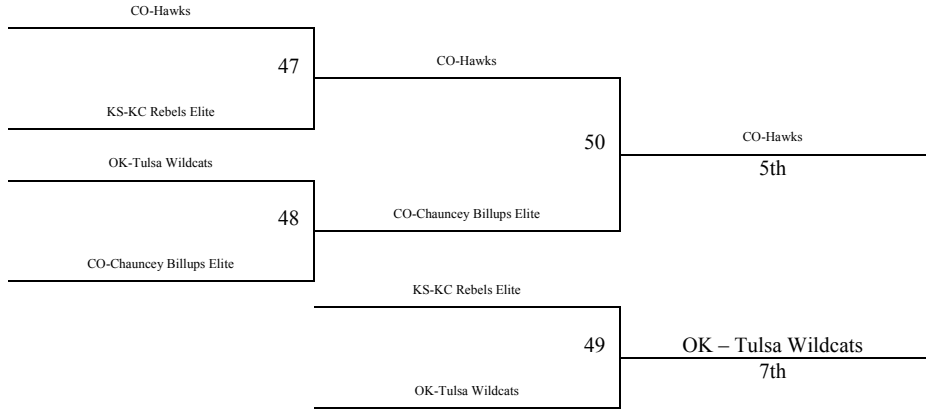 CO-Hawks
47
CO-Hawks
KS-KC Rebels Elite
50
CO-Hawks
5th
OK-Tulsa Wildcats
48
CO-Chauncey Billups Elite
CO-Chauncey Billups Elite
KS-KC Rebels Elite
49
OK – Tulsa Wildcats
7th
OK-Tulsa Wildcats